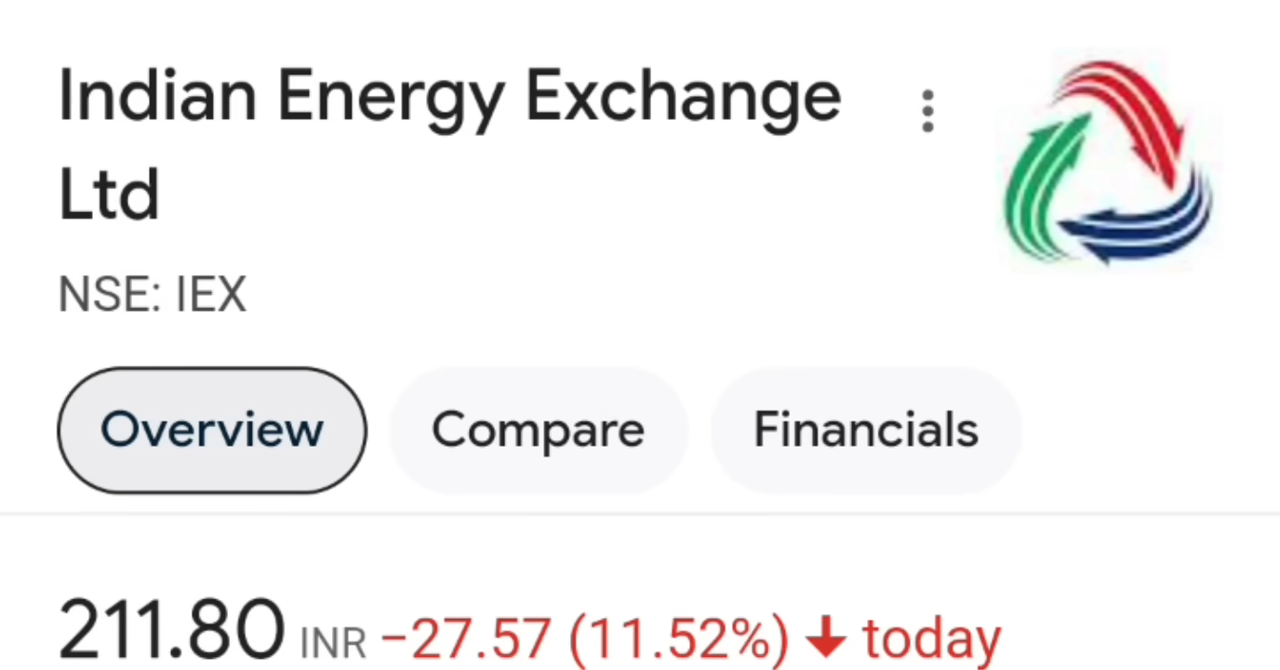 Indian Energy Exchange
Ltd
NSE: IEX
Overview Compare Financials
211.80 INR −27.57 (11.52%) ↓ today